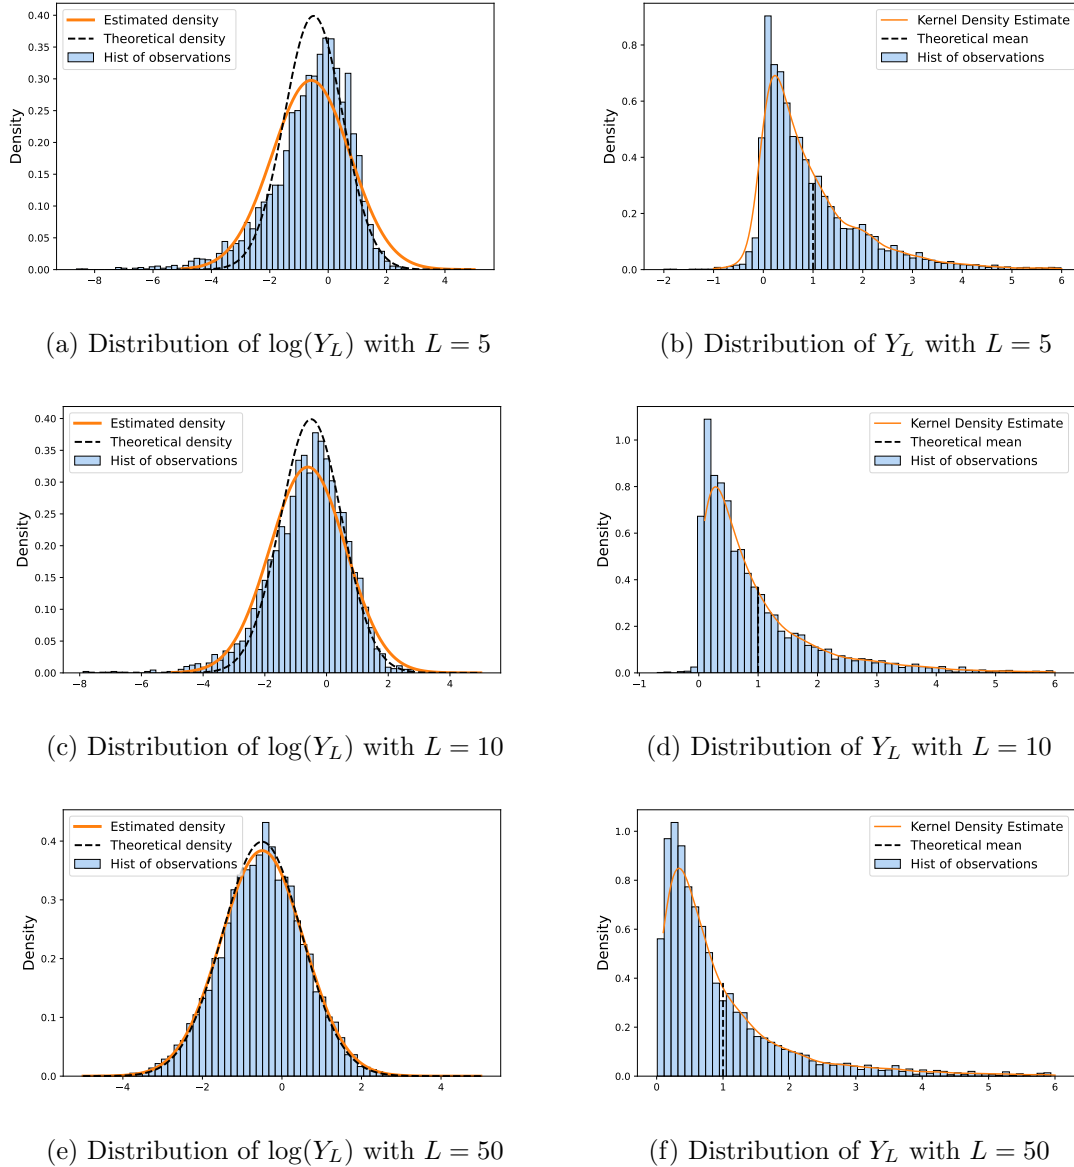 Estimated density
Theoretical density
Hist of observations
Density
0.40
0.35
0.30
0.25
0.20
0.15
0.10
0.05
0.00
−8
−6
−4
−2
0
2
4
(a) Distribution of log(Y_L) with L = 5
Kernel Density Estimate
Theoretical mean
Hist of observations
Density
0.8
0.6
0.4
0.2
0.0
−2
−1
0
1
2
3
4
5
6
(b) Distribution of Y_L with L = 5
Estimated density
Theoretical density
Hist of observations
Density
0.40
0.35
0.30
0.25
0.20
0.15
0.10
0.05
0.00
−8
−6
−4
−2
0
2
4
(c) Distribution of log(Y_L) with L = 10
Kernel Density Estimate
Theoretical mean
Hist of observations
Density
1.0
0.8
0.6
0.4
0.2
0.0
−1
0
1
2
3
4
5
6
(d) Distribution of Y_L with L = 10
Estimated density
Theoretical density
Hist of observations
Density
0.4
0.3
0.2
0.1
0.0
−4
−2
0
2
4
(e) Distribution of log(Y_L) with L = 50
Kernel Density Estimate
Theoretical mean
Hist of observations
Density
1.0
0.8
0.6
0.4
0.2
0.0
0
1
2
3
4
5
6
(f) Distribution of Y_L with L = 50